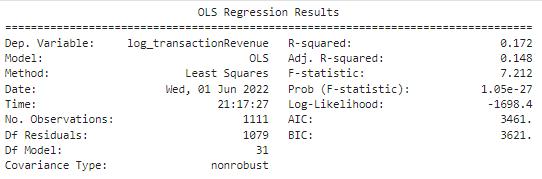 OLS Regression Results
==============================================================================
Dep. Variable: log_transactionRevenue R-squared: 0.172
Model: OLS Adj. R-squared: 0.148
Method: Least Squares F-statistic: 7.212
Date: Wed, 01 Jun 2022 Prob (F-statistic): 1.05e-27
Time: 21:17:27 Log-Likelihood: -1698.4
No. Observations: 1111 AIC: 3461.
Df Residuals: 1079 BIC: 3621.
Df Model: 31
Covariance Type: nonrobust